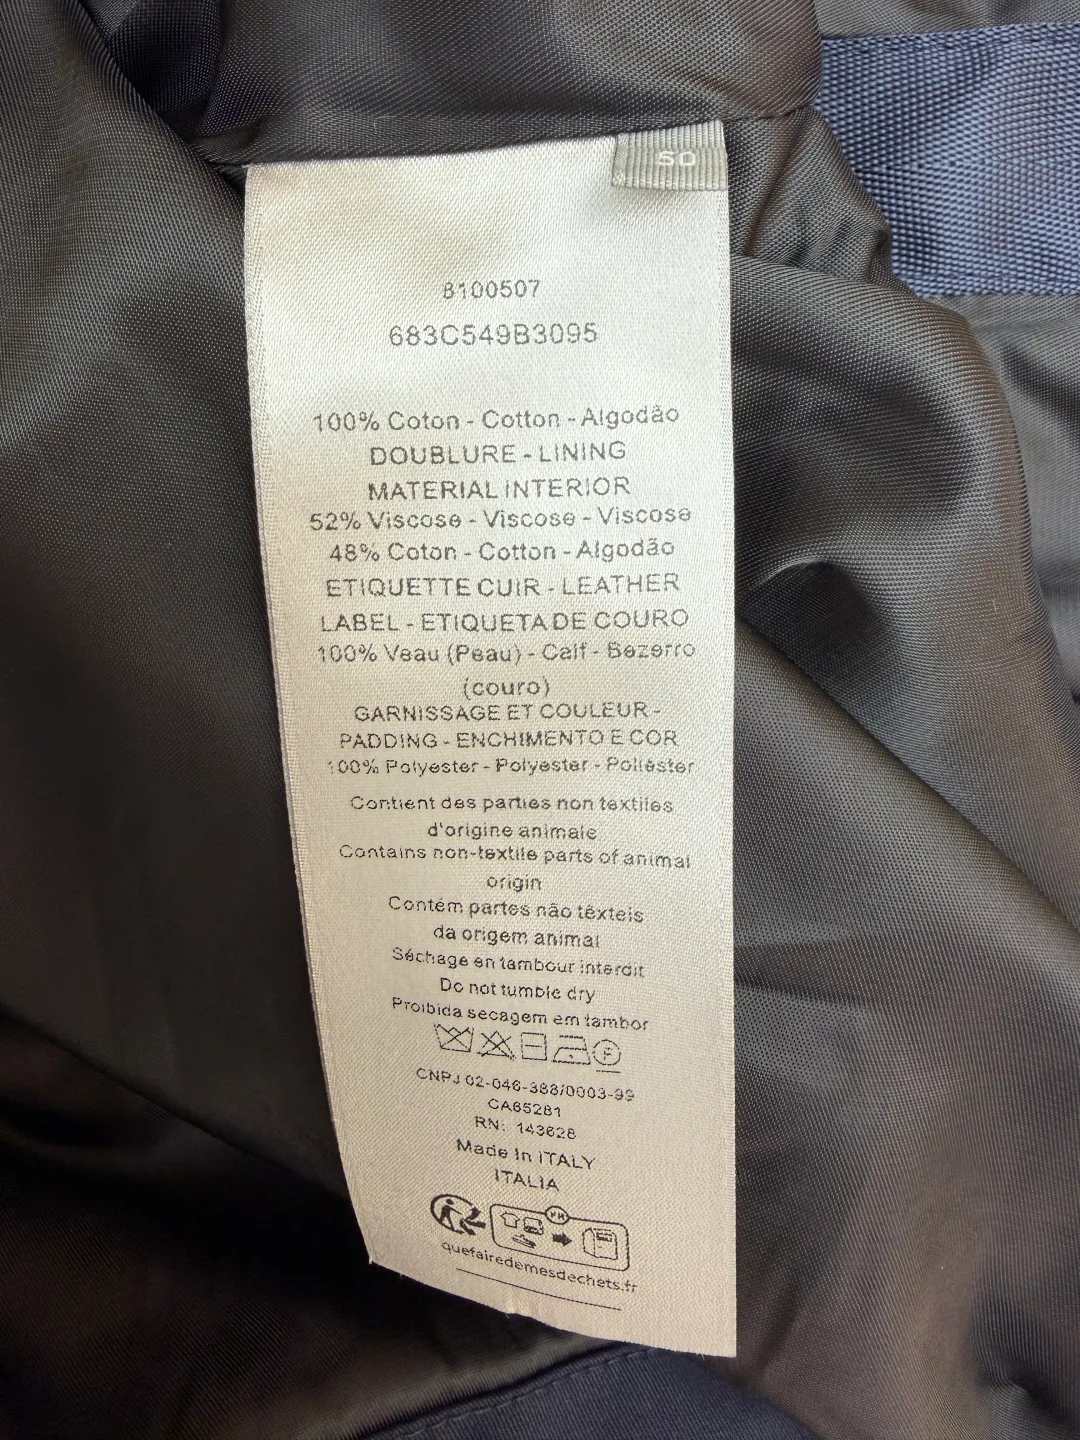 50
8100507
683C549B3095
100% Coton - Cotton - Algodão
DOUBLURE - LINING
MATERIAL INTERIOR
52% Viscose - Viscose - Viscose
48% Coton - Cotton - Algodão
ETIQUETTE CUIR - LEATHER
LABEL - ETIQUETA DE COURO
100% Veau (Peau) - Calf - Bezerro
(couro)
GARNISSAGE ET COULEUR -
PADDING - ENCHIMENTO E COR
100% Polyester - Polyester - Poliéster
Contient des parties non textiles
d'origine animale
Contains non-textile parts of animal
origin
Contém partes não têxteis
da origem animal
Séchage en tambour interdit
Do not tumble dry
Proibida secagem em tambor
F
CNPJ 02-046-388/0003-99
CA65281
RN: 143628
Made In ITALY
ITALIA
FR
quefairedemesdechets.fr